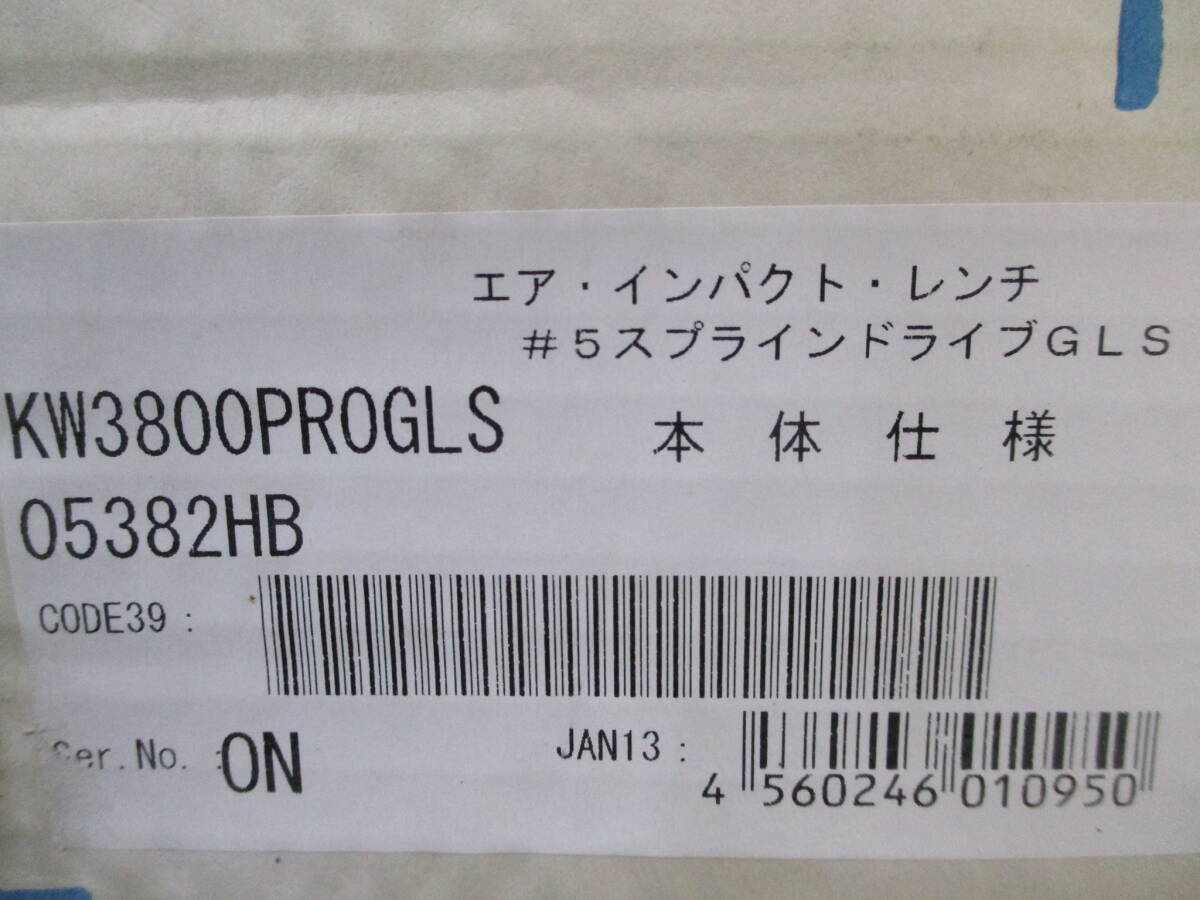 エア・インパクト・レンチ
#5スプラインドライブGLS
KW3800PROGLS 本体仕様
05382HB
CODE39 :
Ser.No. :ON JAN13 :
4 560246 010950